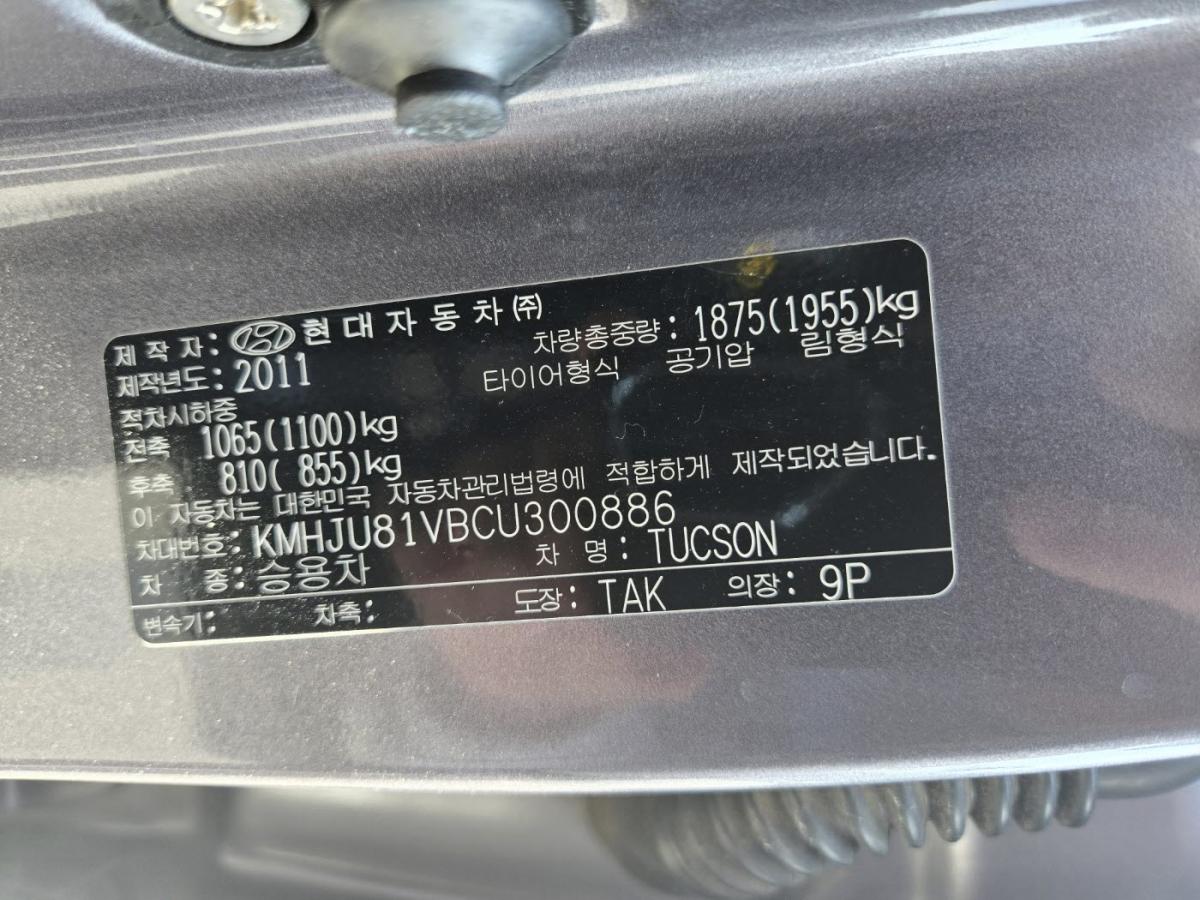 제작자: 현대자동차㈜
제작년도: 2011
차량총중량: 1875(1955)kg
타이어형식 공기압 림형식
적차시하중
전축 1065(1100)kg
후축 810( 855)kg
이 자동차는 대한민국 자동차관리법령에 적합하게 제작되었습니다.
차대번호: KMHJU81VBCU300886
차 종: 승용차 차 명: TUCSON
변속기: 차축: 도장: TAK 의장: 9P